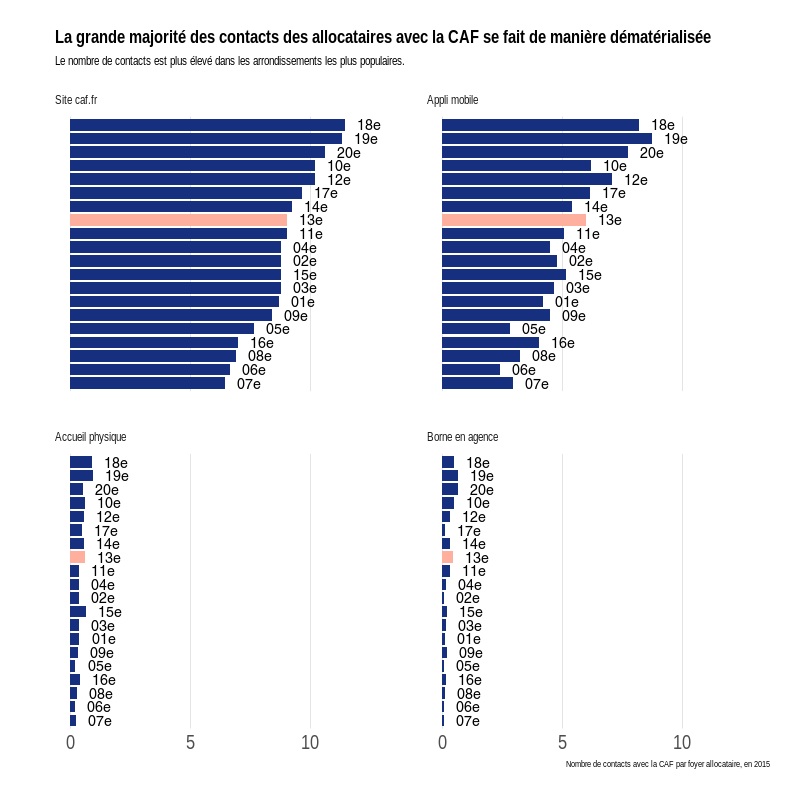 La grande majorité des contacts des allocataires avec la CAF se fait de manière dématérialisée
Le nombre de contacts est plus élevé dans les arrondissements les plus populaires.
Site caf.fr
18e
19e
20e
10e
12e
17e
14e
13e
11e
04e
02e
15e
03e
01e
09e
05e
16e
08e
06e
07e
Appli mobile
18e
19e
20e
10e
12e
17e
14e
13e
11e
04e
02e
15e
03e
01e
09e
05e
16e
08e
06e
07e
Accueil physique
18e
19e
20e
10e
12e
17e
14e
13e
11e
04e
02e
15e
03e
01e
09e
05e
16e
08e
06e
07e
0 5 10
Borne en agence
18e
19e
20e
10e
12e
17e
14e
13e
11e
04e
02e
15e
03e
01e
09e
05e
16e
08e
06e
07e
0 5 10
Nombre de contacts avec la CAF par foyer allocataire, en 2015